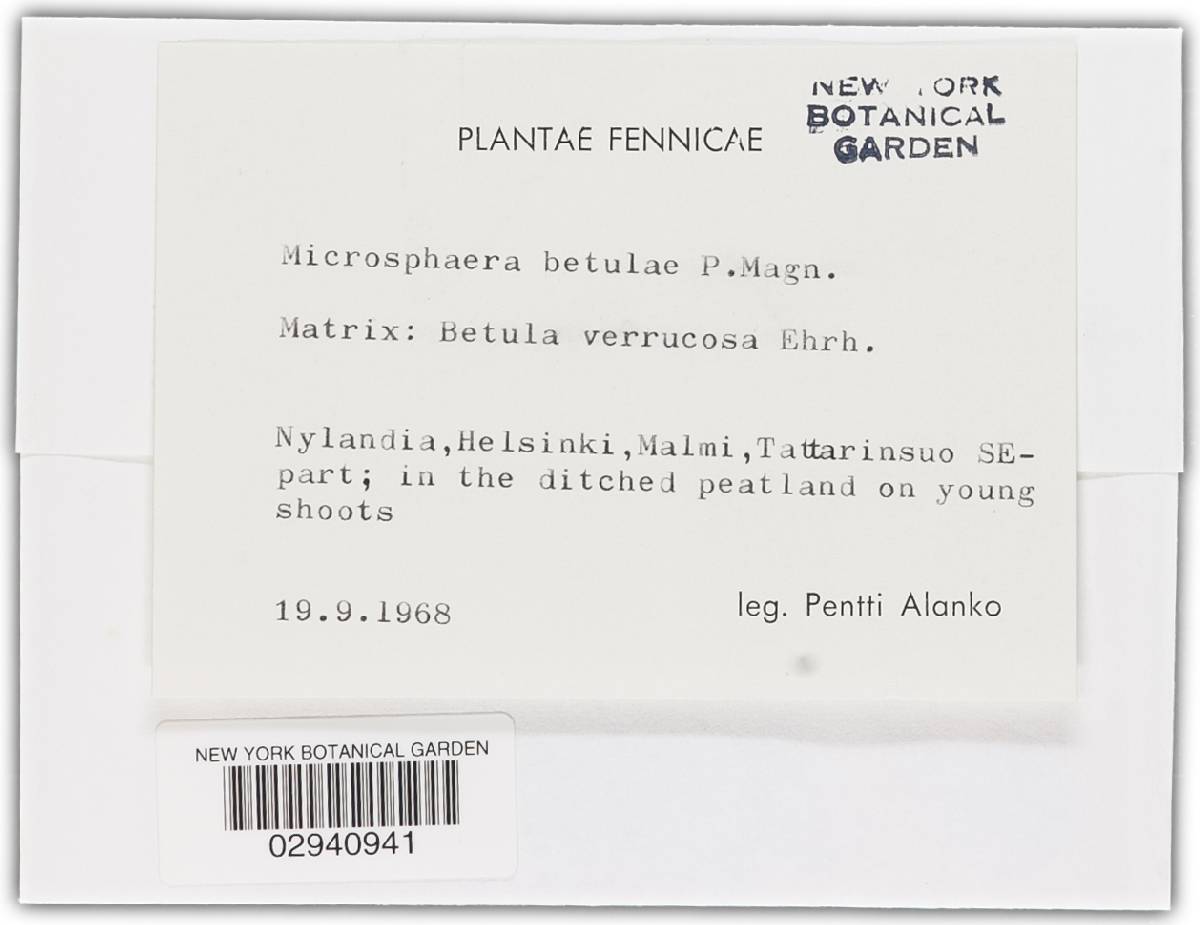 NEW YORK
BOTANICAL
GARDEN
PLANTAE FENNICAE
Microsphaera betulae P.Magn.
Matrix: Betula verrucosa Ehrh.
Nylandia,Helsinki,Malmi,Tattarinsuo SE-
part; in the ditched peatland on young
shoots
19.9.1968
leg. Pentti Alanko
NEW YORK BOTANICAL GARDEN
02940941